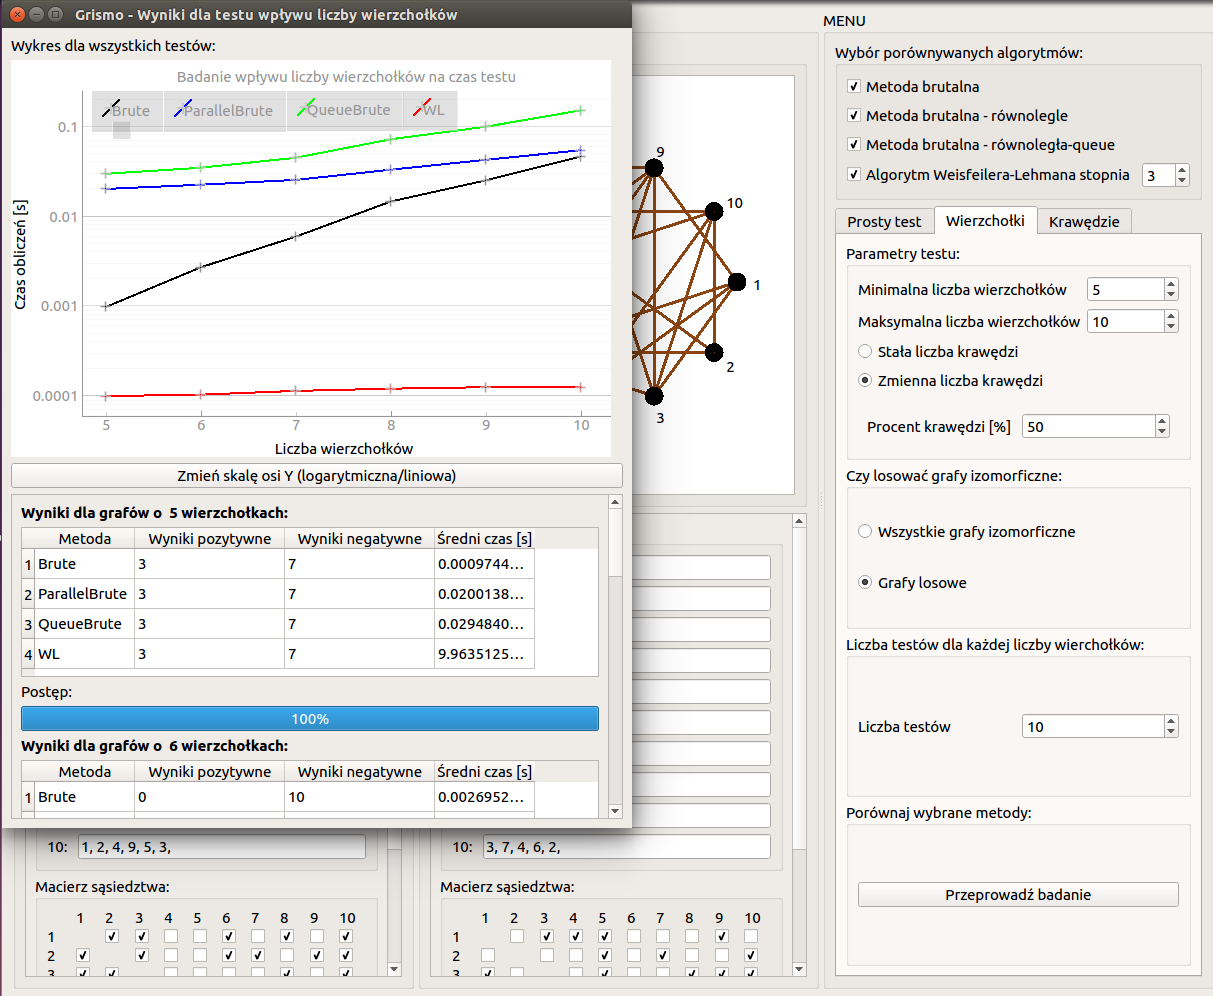 Grismo - Wyniki dla testu wpływu liczby wierzchołków
Wykres dla wszystkich testów:
Badanie wpływu liczby wierzchołków na czas testu
Brute
ParallelBrute
QueueBrute
WL
Czas obliczeń [s]
0.1
0.01
0.001
0.0001
5 6 7 8 9 10
Liczba wierzchołków
Zmień skalę osi Y (logarytmiczna/liniowa)
Wyniki dla grafów o 5 wierzchołkach:
Metoda Wyniki pozytywne Wyniki negatywne Średni czas [s]
1 Brute 3 7 0.0009744...
2 ParallelBrute 3 7 0.0200138...
3 QueueBrute 3 7 0.0294840...
4 WL 3 7 9.9635125...
Postęp:
100%
Wyniki dla grafów o 6 wierzchołkach:
Metoda Wyniki pozytywne Wyniki negatywne Średni czas [s]
1 Brute 0 10 0.0026952...
9
10
1
2
3
10: 1, 2, 4, 9, 5, 3,
Macierz sąsiedztwa:
1 2 3 4 5 6 7 8 9 10
1
2
3
10: 3, 7, 4, 6, 2,
Macierz sąsiedztwa:
1 2 3 4 5 6 7 8 9 10
1
2
3
MENU
Wybór porównywanych algorytmów:
Metoda brutalna
Metoda brutalna - równolegle
Metoda brutalna - równoległa-queue
Algorytm Weisfeilera-Lehmana stopnia 3
Prosty test Wierzchołki Krawędzie
Parametry testu:
Minimalna liczba wierzchołków 5
Maksymalna liczba wierzchołków 10
Stała liczba krawędzi
Zmienna liczba krawędzi
Procent krawędzi [%] 50
Czy losować grafy izomorficzne:
Wszystkie grafy izomorficzne
Grafy losowe
Liczba testów dla każdej liczby wierchołków:
Liczba testów 10
Porównaj wybrane metody:
Przeprowadź badanie